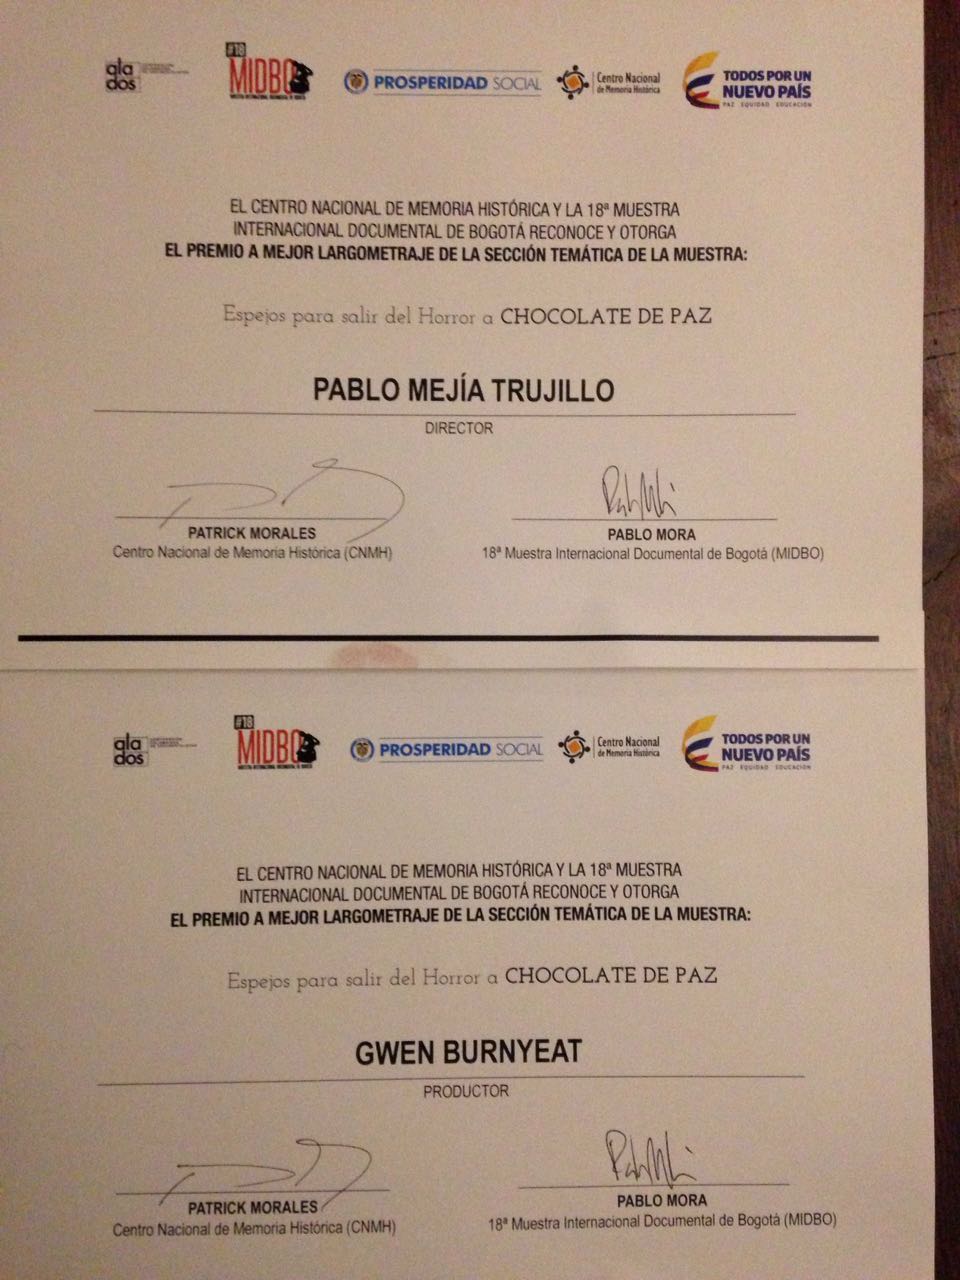 ala
dos
#18
MIDBO
PROSPERIDAD SOCIAL
Centro Nacional
de Memoria Histórica
TODOS POR UN
NUEVO PAÍS
PAZ EQUIDAD EDUCACIÓN
EL CENTRO NACIONAL DE MEMORIA HISTÓRICA Y LA 18ª MUESTRA
INTERNACIONAL DOCUMENTAL DE BOGOTÁ RECONOCE Y OTORGA
EL PREMIO A MEJOR LARGOMETRAJE DE LA SECCIÓN TEMÁTICA DE LA MUESTRA:
Espejos para salir del Horror a CHOCOLATE DE PAZ
PABLO MEJÍA TRUJILLO
DIRECTOR
PATRICK MORALES
Centro Nacional de Memoria Histórica (CNMH)
PABLO MORA
18ª Muestra Internacional Documental de Bogotá (MIDBO)
ala
dos
#18
MIDBO
PROSPERIDAD SOCIAL
Centro Nacional
de Memoria Histórica
TODOS POR UN
NUEVO PAÍS
PAZ EQUIDAD EDUCACIÓN
EL CENTRO NACIONAL DE MEMORIA HISTÓRICA Y LA 18ª MUESTRA
INTERNACIONAL DOCUMENTAL DE BOGOTÁ RECONOCE Y OTORGA
EL PREMIO A MEJOR LARGOMETRAJE DE LA SECCIÓN TEMÁTICA DE LA MUESTRA:
Espejos para salir del Horror a CHOCOLATE DE PAZ
GWEN BURNYEAT
PRODUCTOR
PATRICK MORALES
Centro Nacional de Memoria Histórica (CNMH)
PABLO MORA
18ª Muestra Internacional Documental de Bogotá (MIDBO)